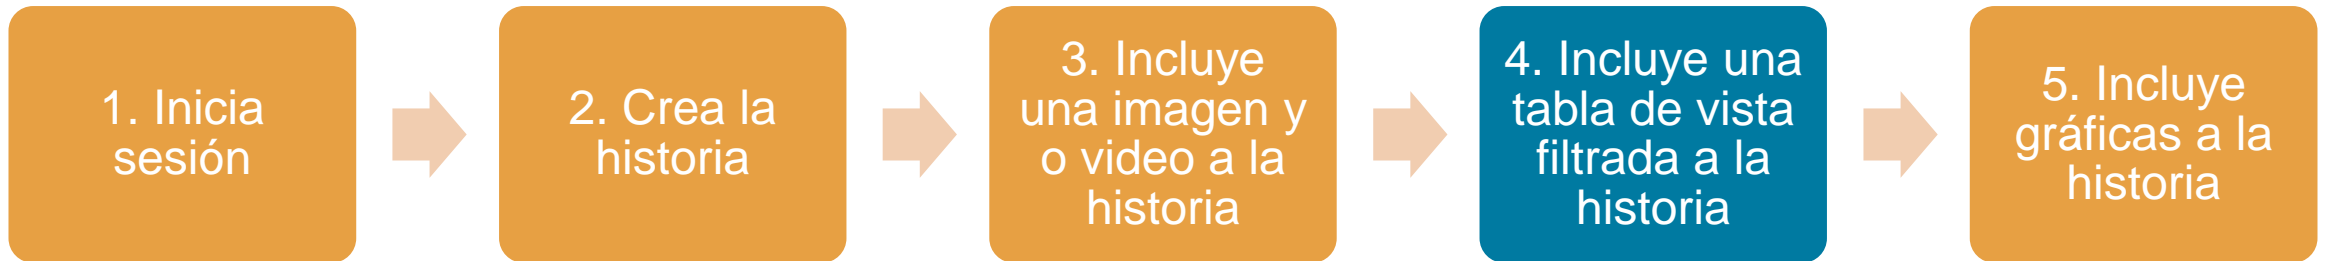 1. Inicia
sesión
2. Crea la
historia
3. Incluye
una imagen y
o video a la
historia
4. Incluye una
tabla de vista
filtrada a la
historia
5. Incluye
gráficas a la
historia